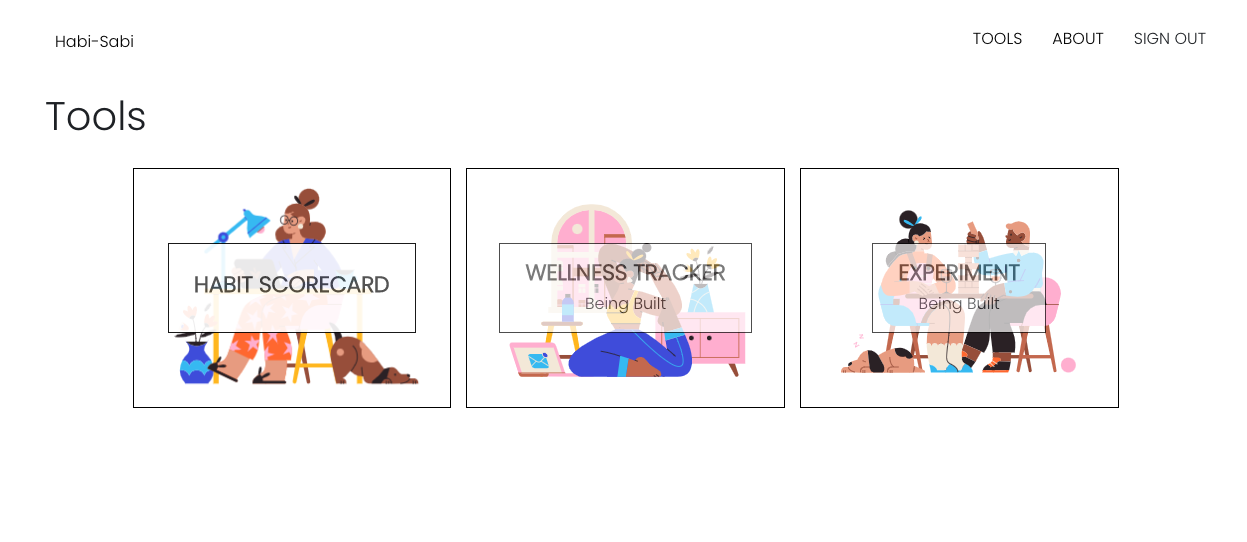 Habi-Sabi
TOOLS ABOUT SIGN OUT
Tools
HABIT SCORECARD
WELLNESS TRACKER
Being Built
EXPERIMENT
Being Built